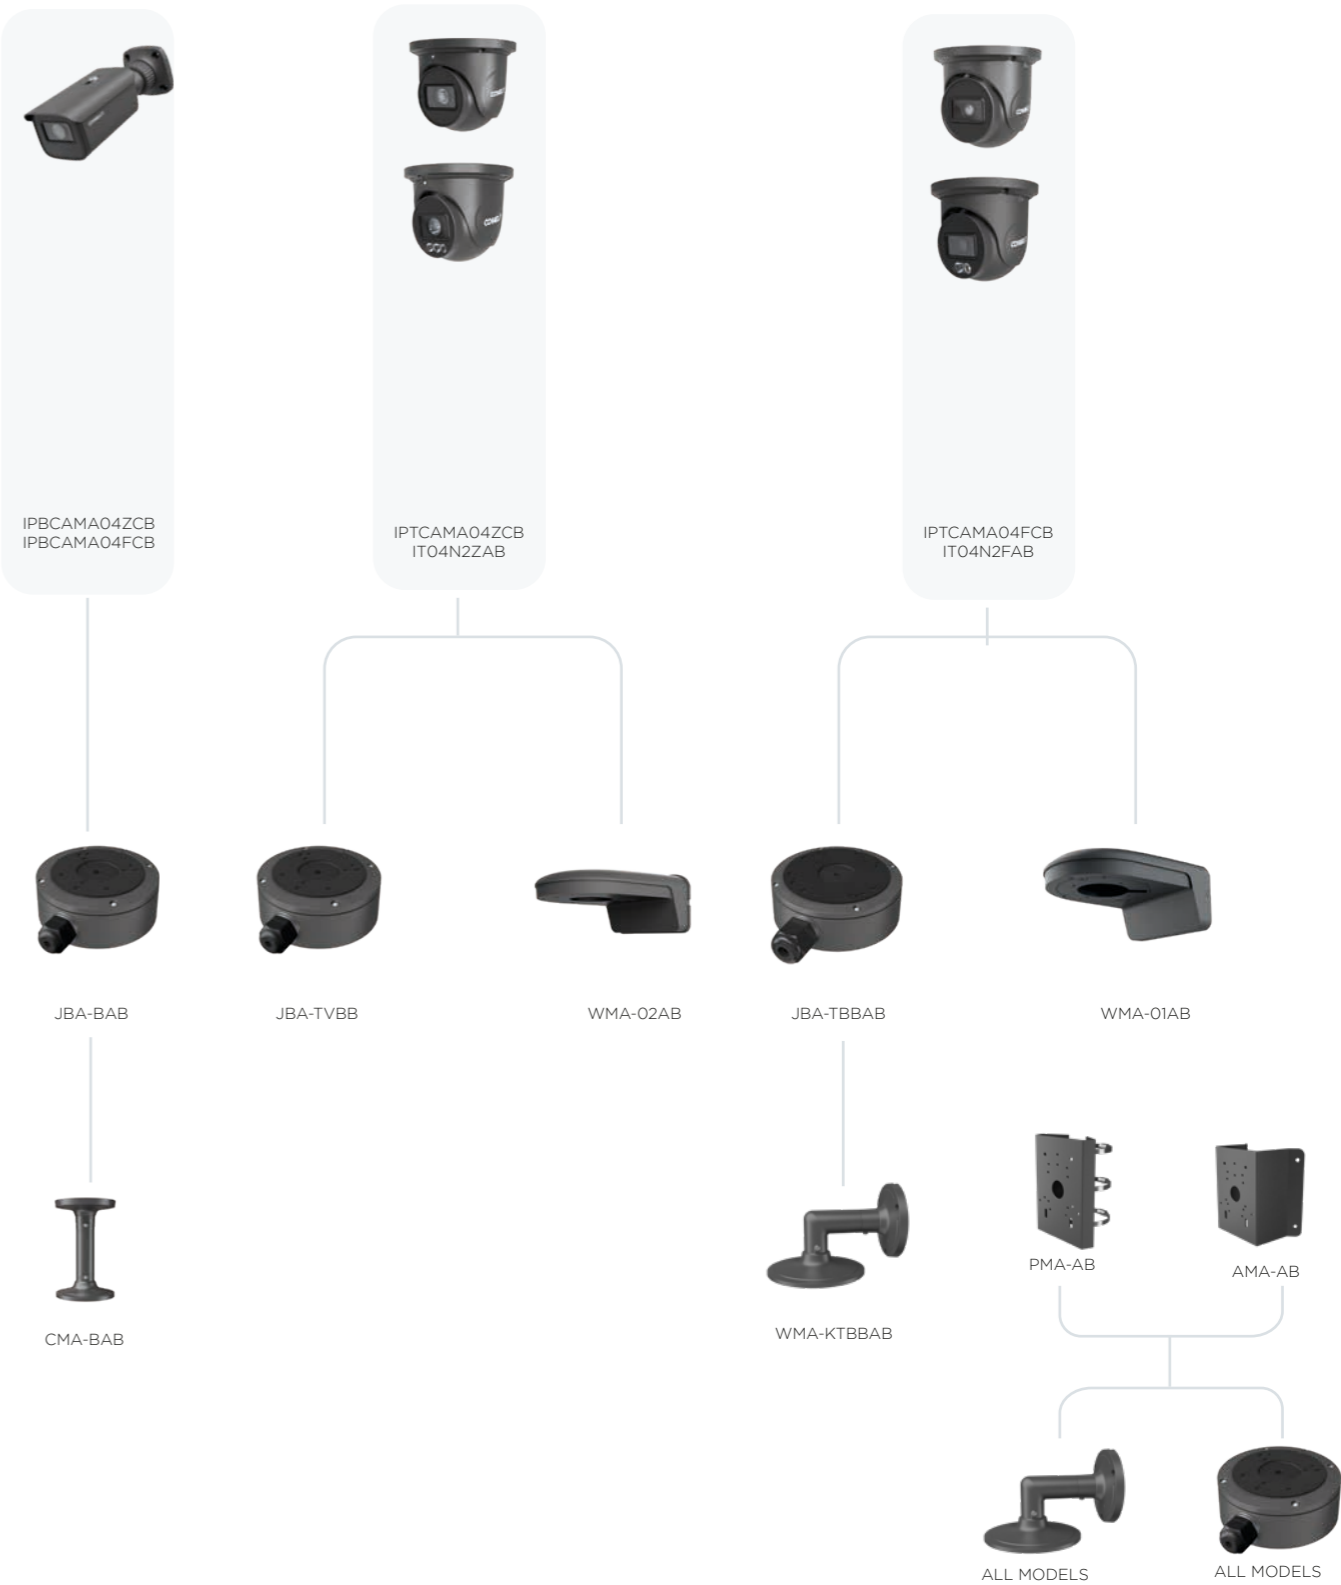 IPBCAMA04ZCB
IPBCAMA04FCB
IPTCAMA04ZCB
IT04N2ZAB
IPTCAMA04FCB
IT04N2FAB
JBA-BAB
JBA-TVBB
WMA-02AB
JBA-TBBAB
WMA-01AB
CMA-BAB
WMA-KTBBAB
PMA-AB
AMA-AB
ALL MODELS
ALL MODELS